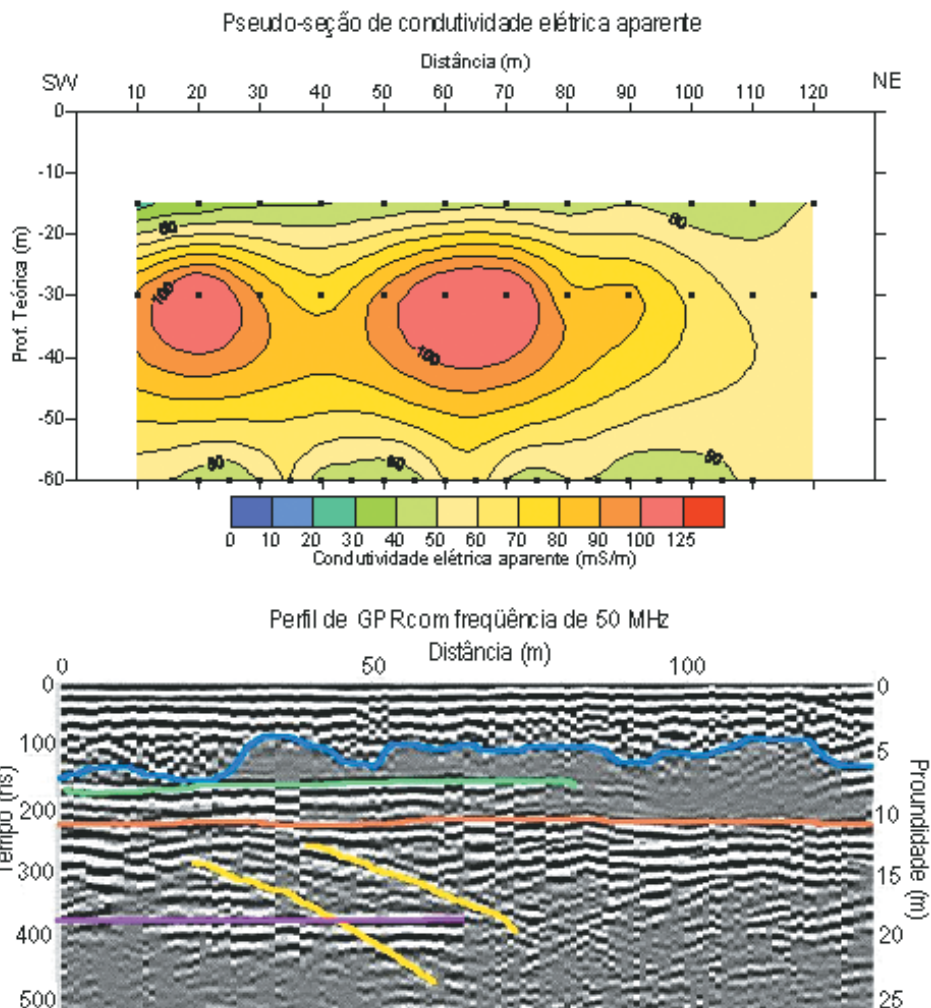 Pseudo-seção de condutividade elétrica aparente
Distância (m)
SW NE
10 20 30 40 50 60 70 80 90 100 110 120
0
-10
-20
-30
-40
-50
-60
Prof. Teórica (m)
60 60
100
100
50 50 50
0 10 20 30 40 50 60 70 80 90 100 125
Condutividade elétrica aparente (mS/m)
Perfil de GPR com freqüência de 50 MHz
Distância (m)
0 50 100
0 0
100 5
200 10
300 15
400 20
500 25
Tempo (ns)
Proundidade (m)